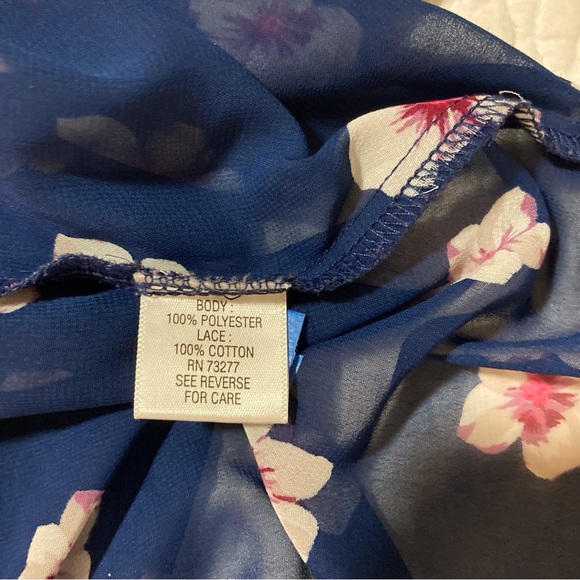 BODY :
100% POLYESTER
LACE :
100% COTTON
RN 73277
SEE REVERSE
FOR CARE